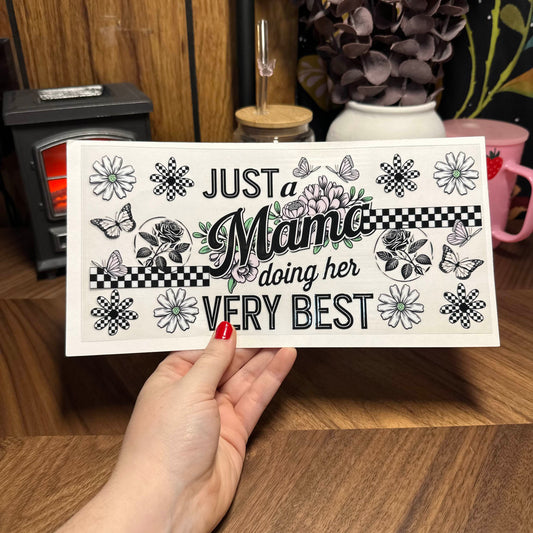 JUST a
Mama
doing her
VERY BEST